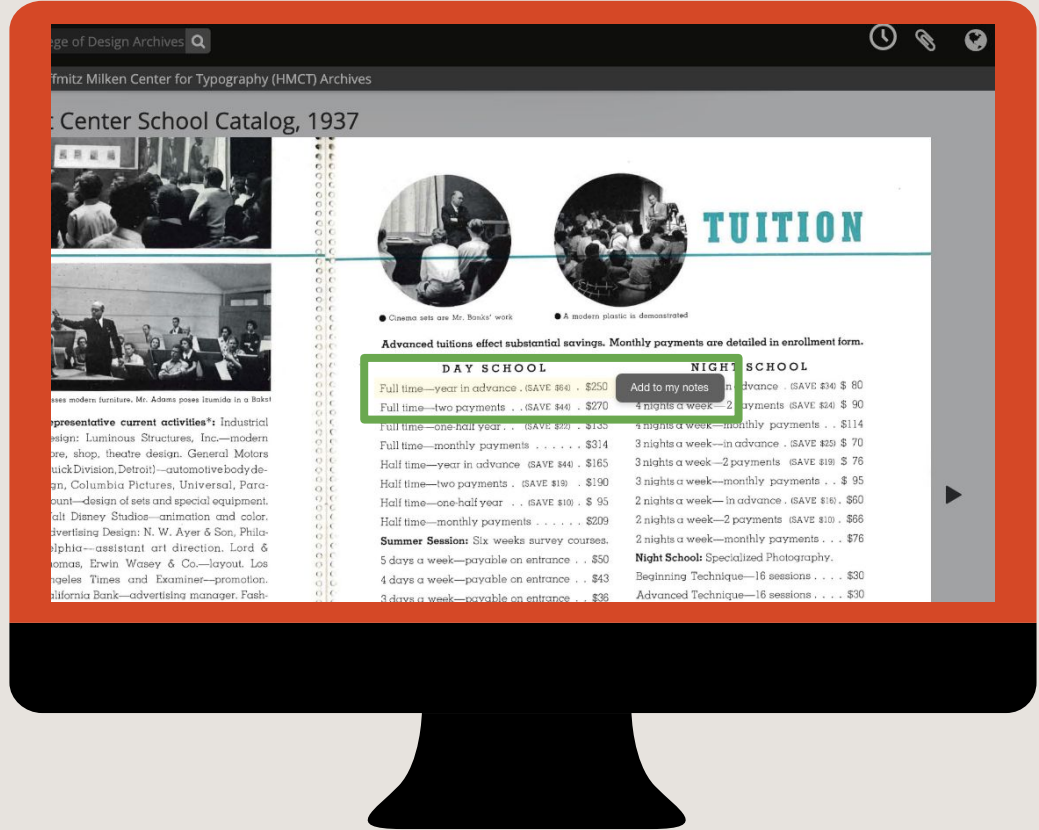 ege of Design Archives
ffmitz Milken Center for Typography (HMCT) Archives
t Center School Catalog, 1937
TUITION
Cinema sets are Mr. Banks' work
A modern plastic is demonstrated
Advanced tuitions effect substantial savings. Monthly payments are detailed in enrollment form.
DAY SCHOOL
Full time—year in advance . (SAVE $64) . $250
Full time—two payments . . (SAVE $44) . $270
Full time—one-half year . . (SAVE $22) . $135
Full time—monthly payments . . . . . . $314
Half time—year in advance (SAVE $44) . $165
Half time—two payments . (SAVE $19) . $190
Half time—one-half year . . (SAVE $10) . $ 95
Half time—monthly payments . . . . . . $209
Summer Session: Six weeks survey courses.
5 days a week—payable on entrance . . $50
4 days a week—payable on entrance . . $43
3 days a week—payable on entrance . . $36
Add to my notes
NIGHT SCHOOL
n advance . (SAVE $34) $ 80
4 nights a week—2 payments (SAVE $24) $ 90
4 nights a week—monthly payments . . $114
3 nights a week—in advance . (SAVE $25) $ 70
3 nights a week—2 payments (SAVE $19) $ 76
3 nights a week—monthly payments . . $ 95
2 nights a week—in advance . (SAVE $16) . $60
2 nights a week—2 payments (SAVE $10) . $66
2 nights a week—monthly payments . . . $76
Night School: Specialized Photography.
Beginning Technique—16 sessions . . . . $30
Advanced Technique—16 sessions . . . . $30
sses modern furniture. Mr. Adams poses Izumida in a Bakst
epresentative current activities*: Industrial
esign: Luminous Structures, Inc.—modern
ore, shop, theatre design. General Motors
uick Division, Detroit)—automotive body de-
gn, Columbia Pictures, Universal, Para-
ount—design of sets and special equipment.
alt Disney Studios—animation and color.
dvertising Design: N. W. Ayer & Son, Phila-
elphia—assistant art direction. Lord &
homas, Erwin Wasey & Co.—layout. Los
ngeles Times and Examiner—promotion.
alifornia Bank—advertising manager. Fash-